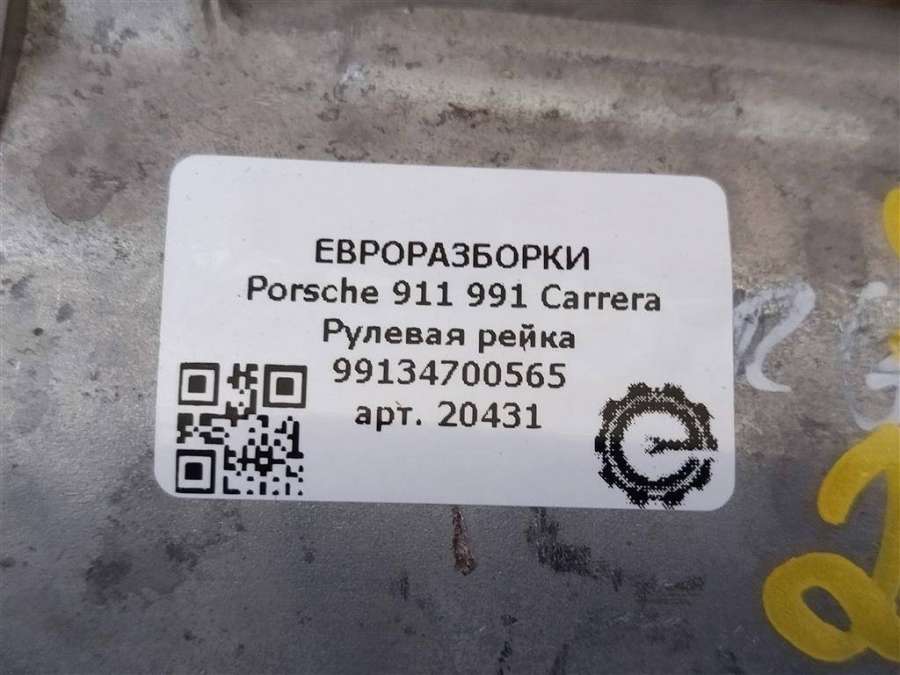 ЕВРОРАЗБОРКИ
Porsche 911 991 Carrera
Рулевая рейка
99134700565
арт. 20431